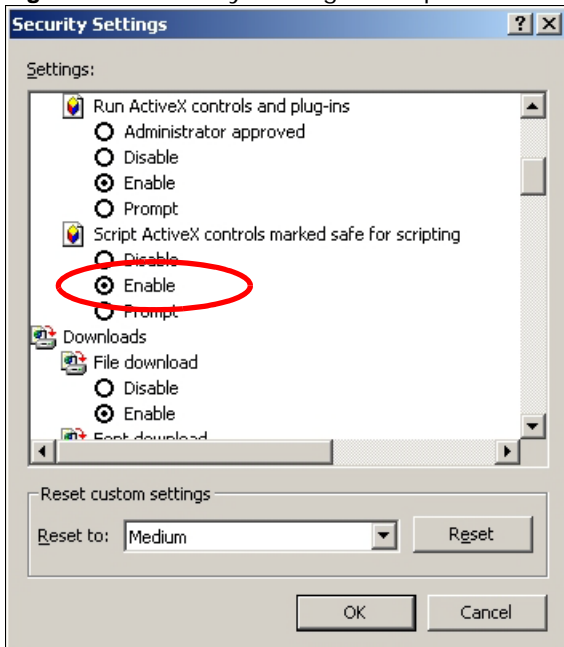 Security Settings
Settings:
Run ActiveX controls and plug-ins
Administrator approved
Disable
Enable
Prompt
Script ActiveX controls marked safe for scripting
Disable
Enable
Prompt
Downloads
File download
Disable
Enable
Font download
Reset custom settings
Reset to: Medium Reset
OK Cancel